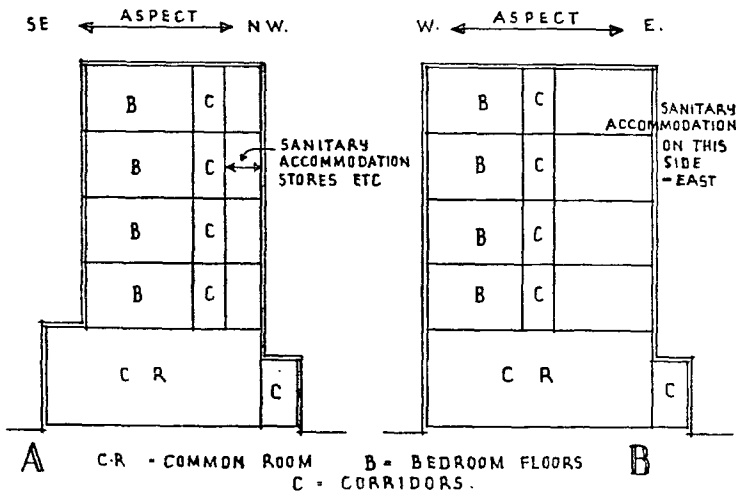 SE ASPECT NW.
W. ASPECT E.
B C
B C
B C
B C
SANITARY
ACCOMMODATION
STORES ETC
C R
C
B C
B C
B C
B C
SANITARY
ACCOMMODATION
ON THIS
SIDE
-EAST
C R
C
A
B
C·R - COMMON ROOM B = BEDROOM FLOORS
C = CORRIDORS.